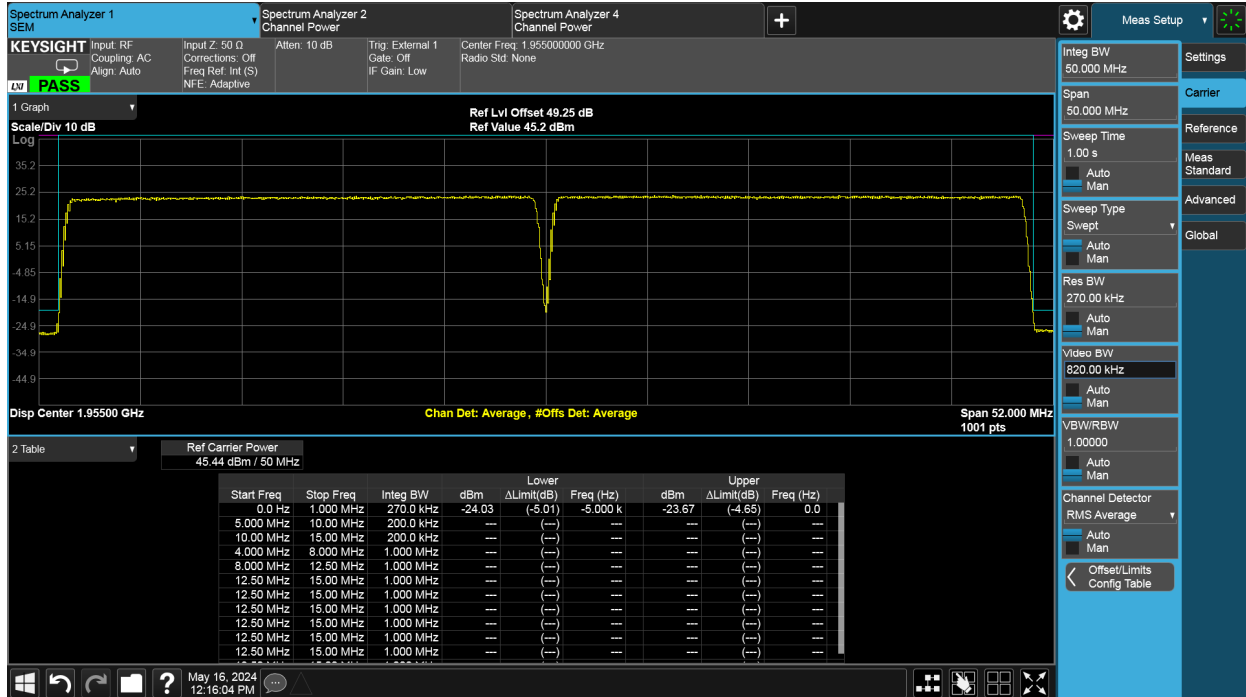 Spectrum Analyzer 1
SEM
Spectrum Analyzer 2
Channel Power
Spectrum Analyzer 4
Channel Power
Meas Setup
KEYSIGHT
LXI
PASS
Input: RF
Coupling: AC
Align: Auto
Input Z: 50 Ω
Corrections: Off
Freq Ref: Int (S)
NFE: Adaptive
Atten: 10 dB
Trig: External 1
Gate: Off
IF Gain: Low
Center Freq: 1.955000000 GHz
Radio Std: None
1 Graph
Scale/Div 10 dB
Ref Lvl Offset 49.25 dB
Ref Value 45.2 dBm
Log
35.2
25.2
15.2
5.15
-4.85
-14.9
-24.9
-34.9
-44.9
Disp Center 1.95500 GHz
Chan Det: Average, #Offs Det: Average
Span 52.000 MHz
1001 pts
2 Table
Ref Carrier Power
45.44 dBm / 50 MHz
Lower Upper
Start Freq Stop Freq Integ BW dBm ΔLimit(dB) Freq (Hz) dBm ΔLimit(dB) Freq (Hz)
0.0 Hz 1.000 MHz 270.0 kHz -24.03 (-5.01) -5.000 k -23.67 (-4.65) 0.0
5.000 MHz 10.00 MHz 200.0 kHz --- (---) --- --- (---) ---
10.00 MHz 15.00 MHz 200.0 kHz --- (---) --- --- (---) ---
4.000 MHz 8.000 MHz 1.000 MHz --- (---) --- --- (---) ---
8.000 MHz 12.50 MHz 1.000 MHz --- (---) --- --- (---) ---
12.50 MHz 15.00 MHz 1.000 MHz --- (---) --- --- (---) ---
12.50 MHz 15.00 MHz 1.000 MHz --- (---) --- --- (---) ---
12.50 MHz 15.00 MHz 1.000 MHz --- (---) --- --- (---) ---
12.50 MHz 15.00 MHz 1.000 MHz --- (---) --- --- (---) ---
12.50 MHz 15.00 MHz 1.000 MHz --- (---) --- --- (---) ---
12.50 MHz 15.00 MHz 1.000 MHz --- (---) --- --- (---) ---
Integ BW
50.000 MHz
Span
50.000 MHz
Sweep Time
1.00 s
Auto
Man
Sweep Type
Swept
Auto
Man
Res BW
270.00 kHz
Auto
Man
Video BW
820.00 kHz
Auto
Man
VBW/RBW
1.00000
Auto
Man
Channel Detector
RMS Average
Auto
Man
Offset/Limits
Config Table
Settings
Carrier
Reference
Meas
Standard
Advanced
Global
?
May 16, 2024
12:16:04 PM